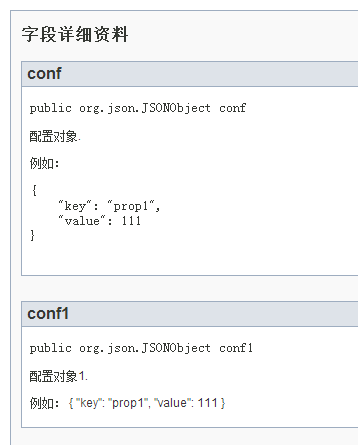 字段详细资料
conf
public org.json.JSONObject conf
配置对象.
例如：
{
    "key": "prop1",
    "value": 111
}
conf1
public org.json.JSONObject conf1
配置对象1.
例如： { "key": "prop1", "value": 111 }